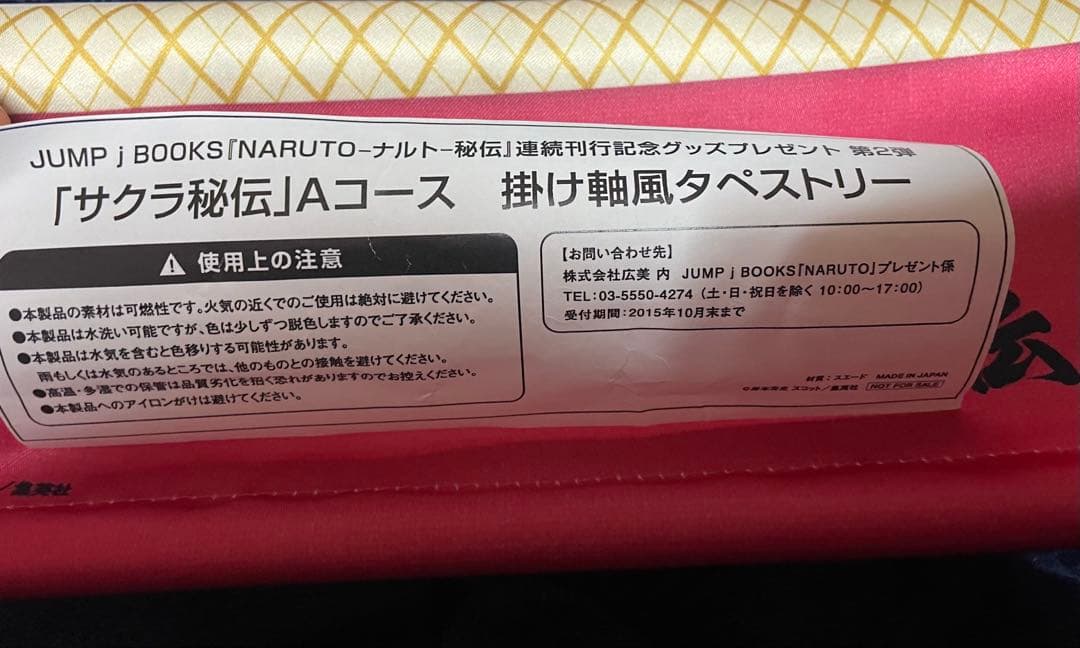 JUMP j BOOKS『NARUTO−ナルト−秘伝』連続刊行記念グッズプレゼント 第2弾
「サクラ秘伝」Aコース 掛け軸風タペストリー
使用上の注意
●本製品の素材は可燃性です。火気の近くでのご使用は絶対に避けてください。
●本製品は水洗い可能ですが、色は少しずつ脱色しますのでご了承ください。
●本製品は水気を含むと色移りする可能性があります。
雨もしくは水気のあるところでは、他のものとの接触を避けてください。
●高温・多湿での保管は品質劣化を招く恐れがありますのでお控えください。
●本製品へのアイロンがけは避けてください。
【お問い合わせ先】
株式会社広美 内 JUMP j BOOKS『NARUTO』プレゼント係
TEL:03-5550-4274（土・日・祝日を除く 10:00〜17:00）
受付期間:2015年10月末まで
材質:スエード MADE IN JAPAN
©岸本斉史 スコット/集英社 NOT FOR SALE
伝
/集英社